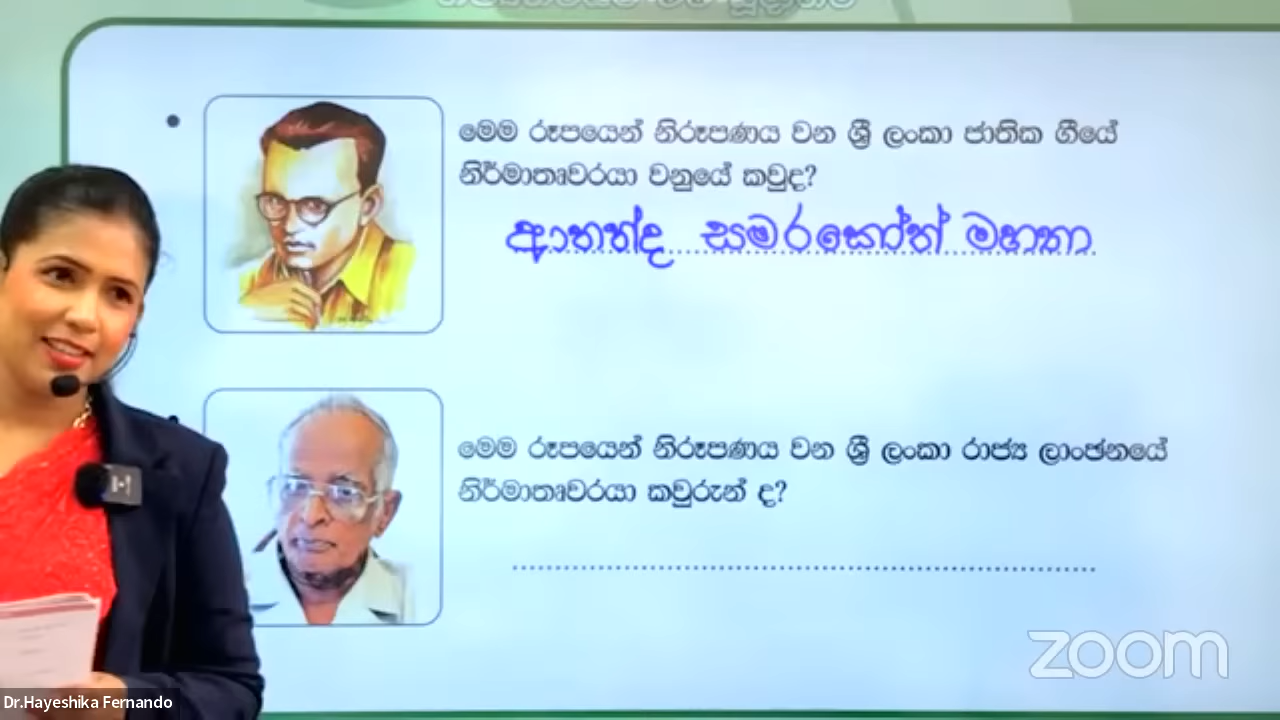 මෙම රූපයෙන් නිරූපණය වන ශ්‍රී ලංකා ජාතික ගීයේ
නිර්මාතෘවරයා වනුයේ කවුද?
ආනන්ද සමරකෝන් මහතා
මෙම රූපයෙන් නිරූපණය වන ශ්‍රී ලංකා රාජ්‍ය ලාංඡනයේ
නිර්මාතෘවරයා කවුරුන් ද?
zoom
Dr.Hayeshika Fernando